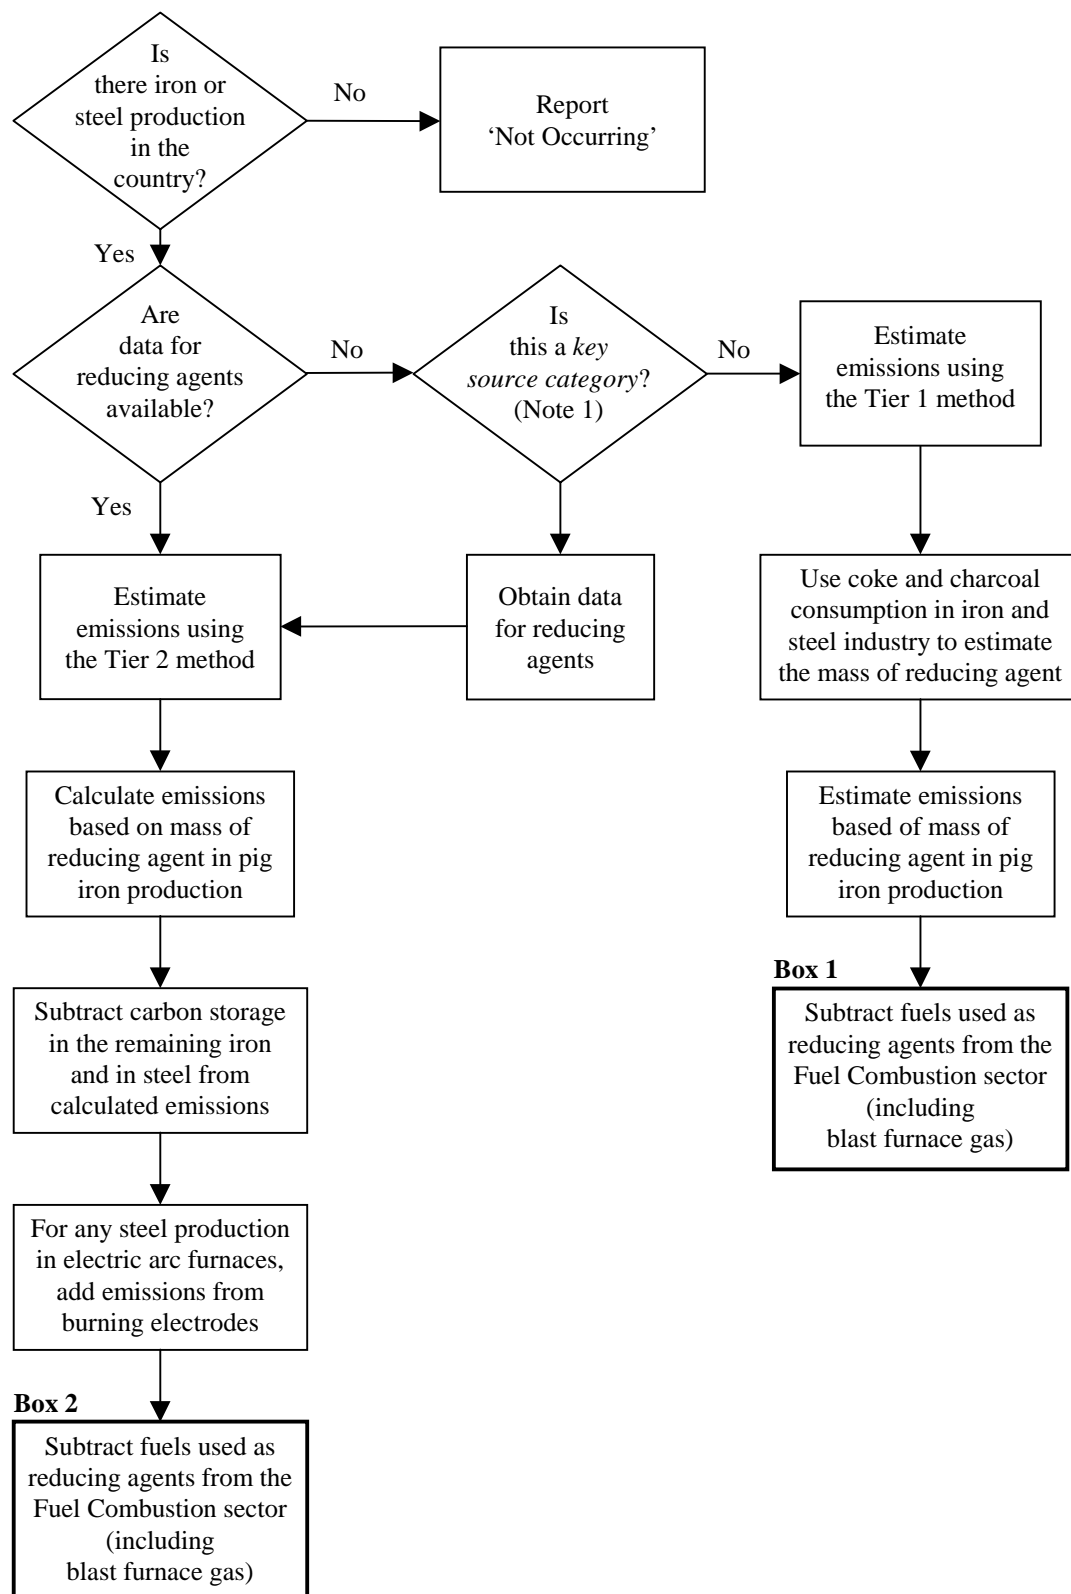 Is
there iron or
steel production
in the
country?
No
Report
‘Not Occurring’
Yes
Are
data for
reducing agents
available?
No
Is
this a key
source category?
(Note 1)
No
Estimate
emissions using
the Tier 1 method
Yes
Estimate
emissions using
the Tier 2 method
Obtain data
for reducing
agents
Use coke and charcoal
consumption in iron and
steel industry to estimate
the mass of reducing agent
Calculate emissions
based on mass of
reducing agent in pig
iron production
Estimate emissions
based of mass of
reducing agent in pig
iron production
Box 1
Subtract carbon storage
in the remaining iron
and in steel from
calculated emissions
Subtract fuels used as
reducing agents from the
Fuel Combustion sector
(including
blast furnace gas)
For any steel production
in electric arc furnaces,
add emissions from
burning electrodes
Box 2
Subtract fuels used as
reducing agents from the
Fuel Combustion sector
(including
blast furnace gas)